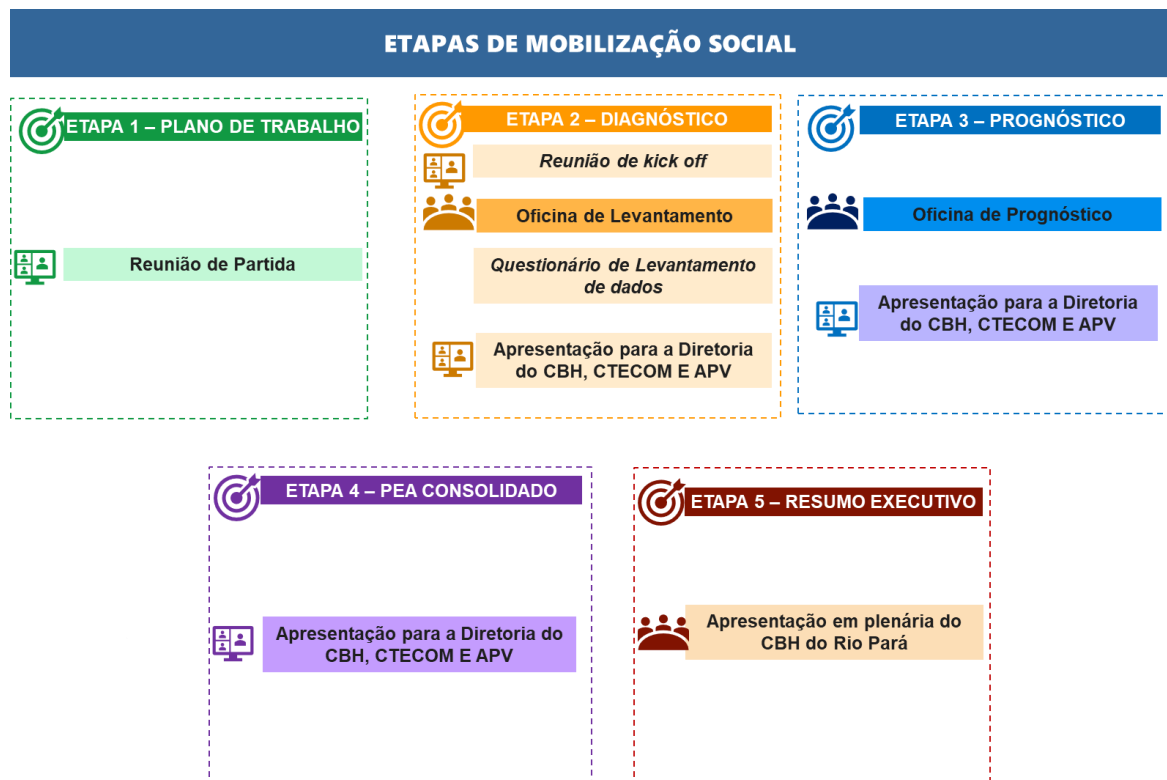 ETAPAS DE MOBILIZAÇÃO SOCIAL
ETAPA 1 – PLANO DE TRABALHO
Reunião de Partida
ETAPA 2 – DIAGNÓSTICO
Reunião de kick off
Oficina de Levantamento
Questionário de Levantamento
de dados
Apresentação para a Diretoria
do CBH, CTECOM E APV
ETAPA 3 – PROGNÓSTICO
Oficina de Prognóstico
Apresentação para a Diretoria
do CBH, CTECOM E APV
ETAPA 4 – PEA CONSOLIDADO
Apresentação para a Diretoria do
CBH, CTECOM E APV
ETAPA 5 – RESUMO EXECUTIVO
Apresentação em plenária do
CBH do Rio Pará